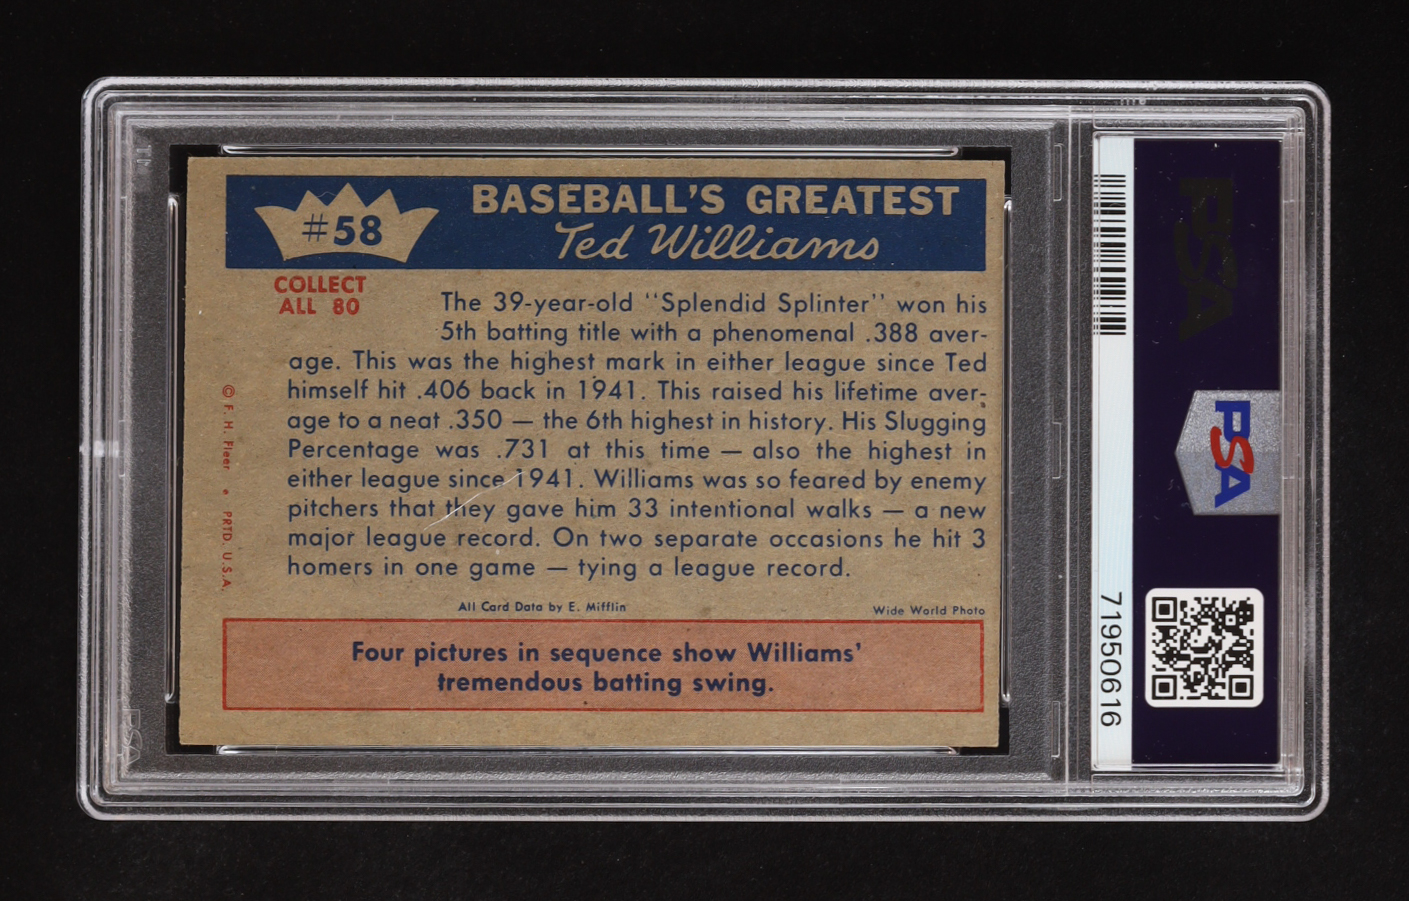 #58
BASEBALL'S GREATEST
Ted Williams
COLLECT
ALL 80
The 39-year-old "Splendid Splinter" won his
5th batting title with a phenomenal .388 aver-
age. This was the highest mark in either league since Ted
himself hit .406 back in 1941. This raised his lifetime aver-
age to a neat .350 — the 6th highest in history. His Slugging
Percentage was .731 at this time — also the highest in
either league since 1941. Williams was so feared by enemy
pitchers that they gave him 33 intentional walks — a new
major league record. On two separate occasions he hit 3
homers in one game — tying a league record.
All Card Data by E. Mifflin
Wide World Photo
Four pictures in sequence show Williams'
tremendous batting swing.
© F. H. Fleer • PRTD. U.S.A.
PSA
PSA
71950616
PSA